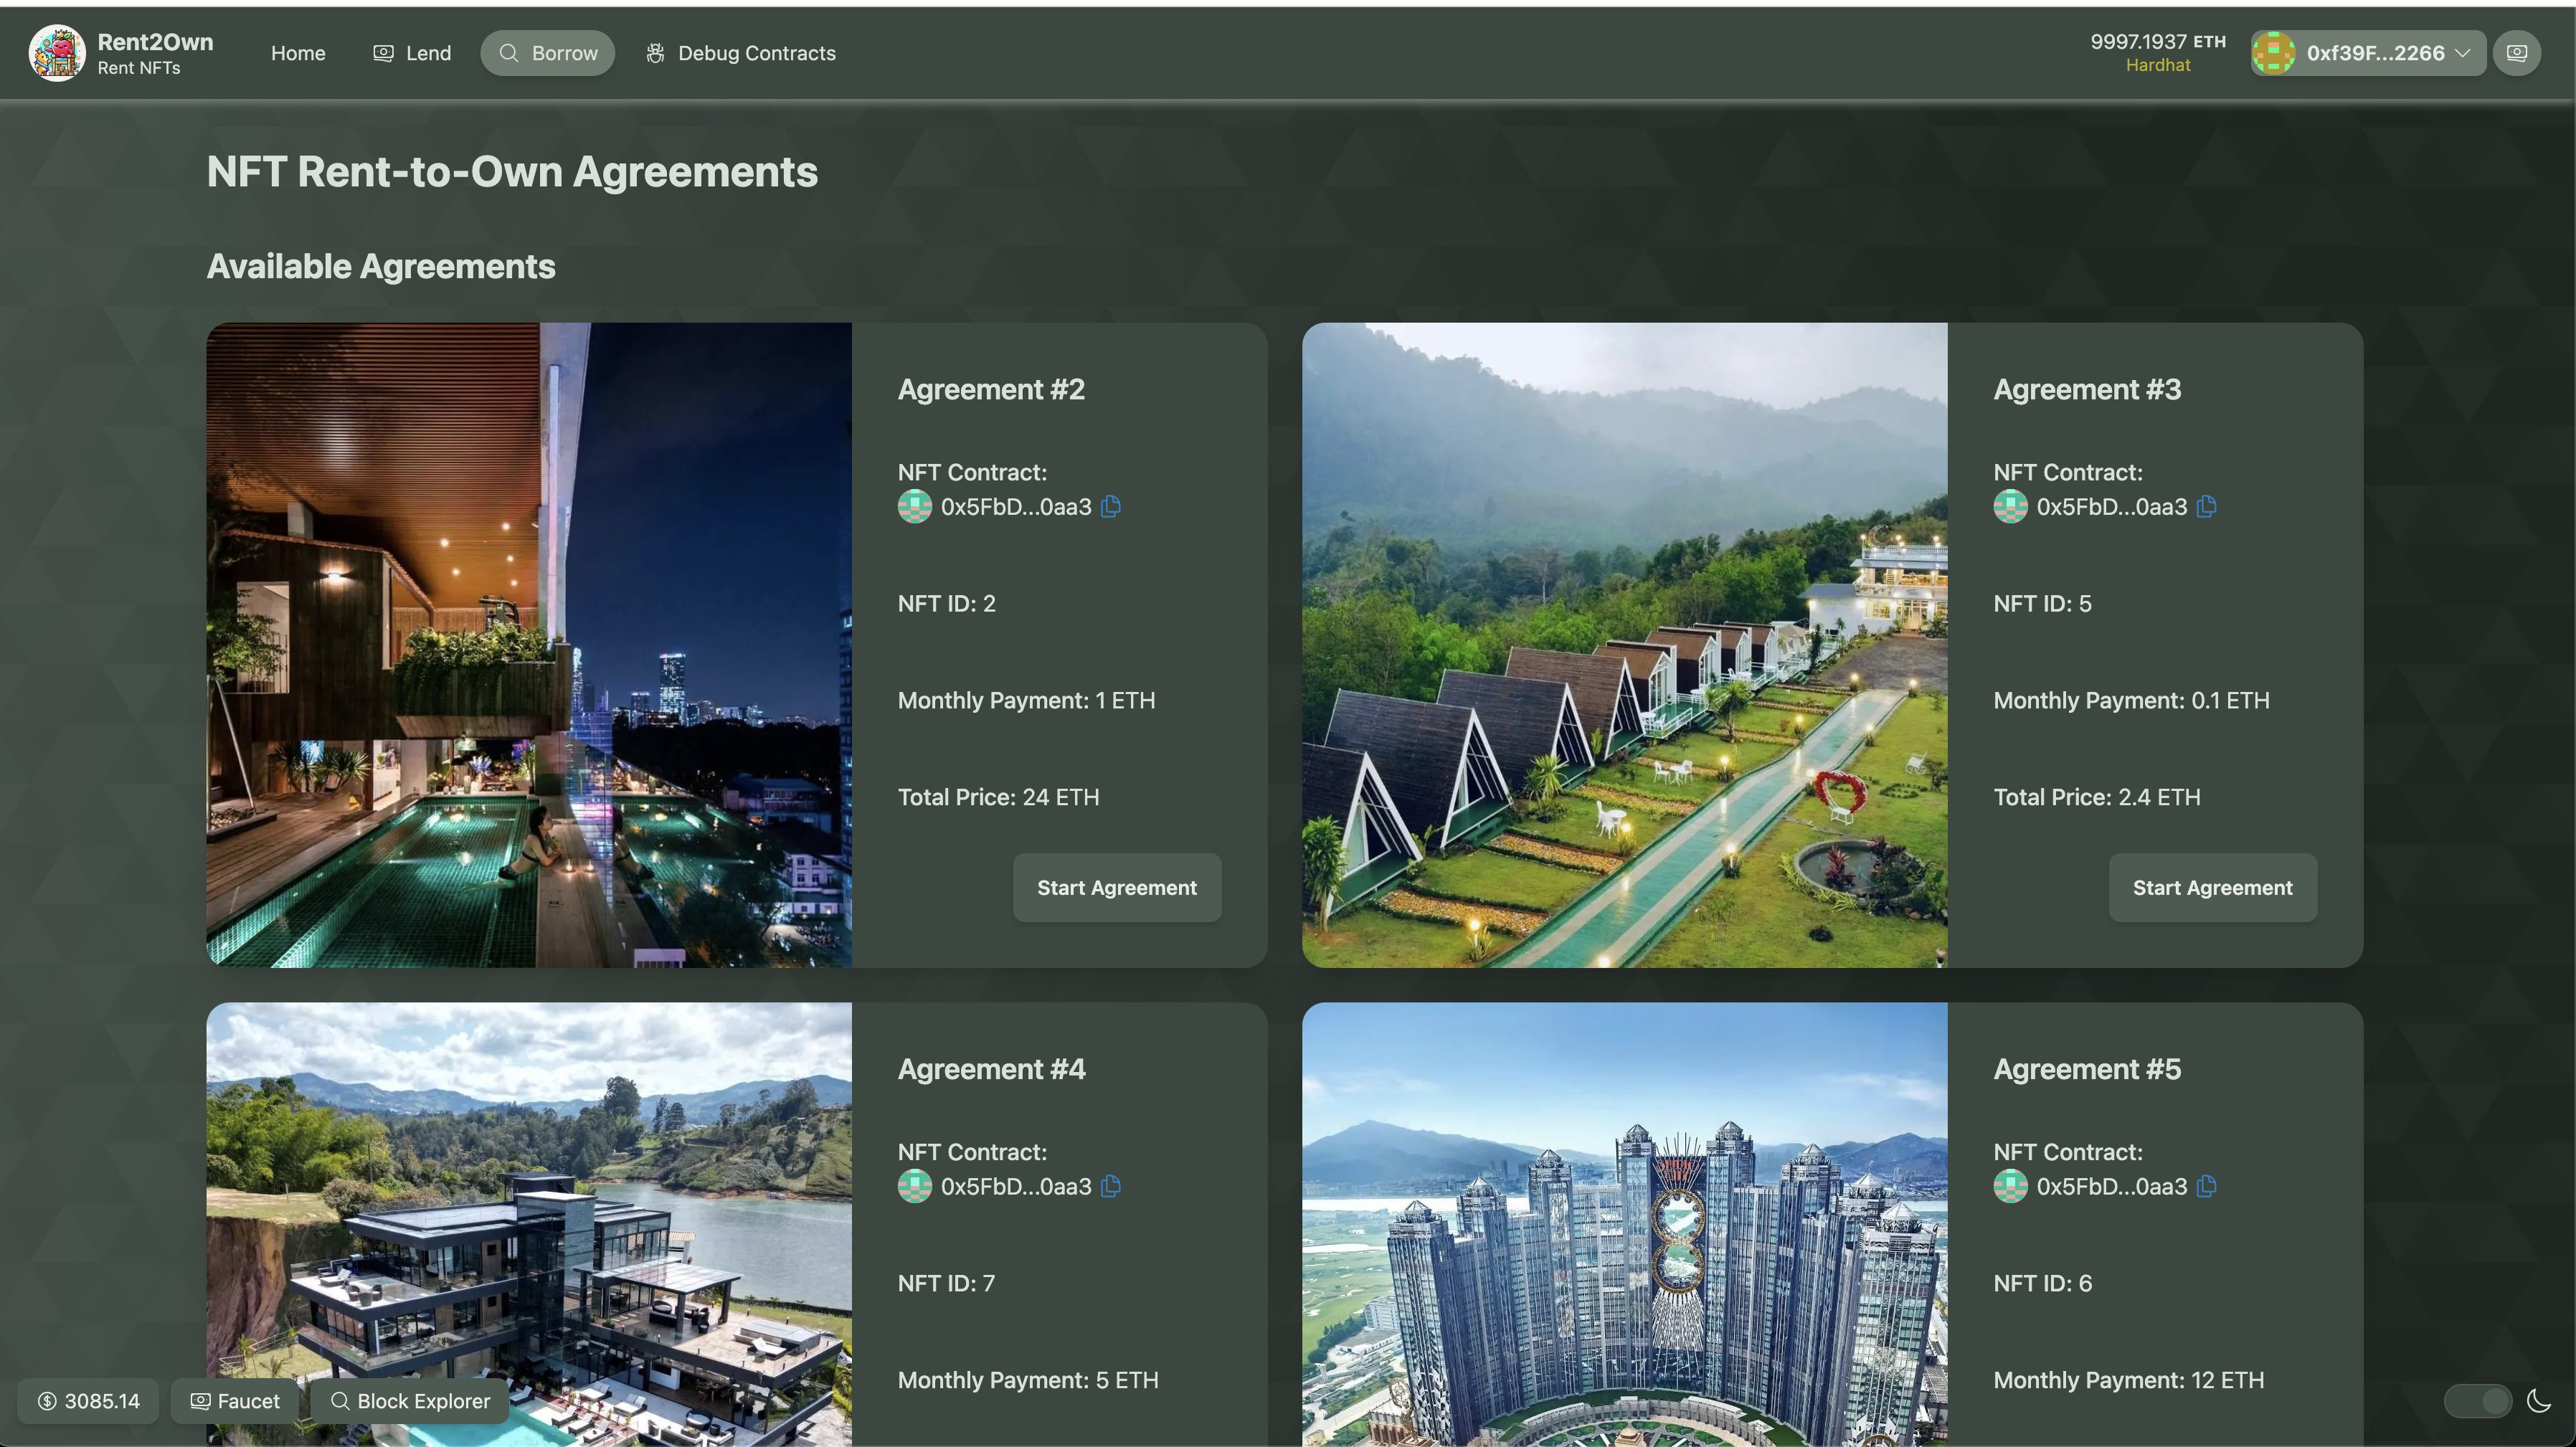 Rent2Own
Rent NFTs
Home
Lend
Borrow
Debug Contracts
9997.1937 ETH
Hardhat
0xf39F...2266
NFT Rent-to-Own Agreements
Available Agreements
Agreement #2
NFT Contract:
0x5FbD...0aa3
NFT ID: 2
Monthly Payment: 1 ETH
Total Price: 24 ETH
Start Agreement
Agreement #3
NFT Contract:
0x5FbD...0aa3
NFT ID: 5
Monthly Payment: 0.1 ETH
Total Price: 2.4 ETH
Start Agreement
Agreement #4
NFT Contract:
0x5FbD...0aa3
NFT ID: 7
Monthly Payment: 5 ETH
Agreement #5
NFT Contract:
0x5FbD...0aa3
NFT ID: 6
Monthly Payment: 12 ETH
3085.14
Faucet
Block Explorer